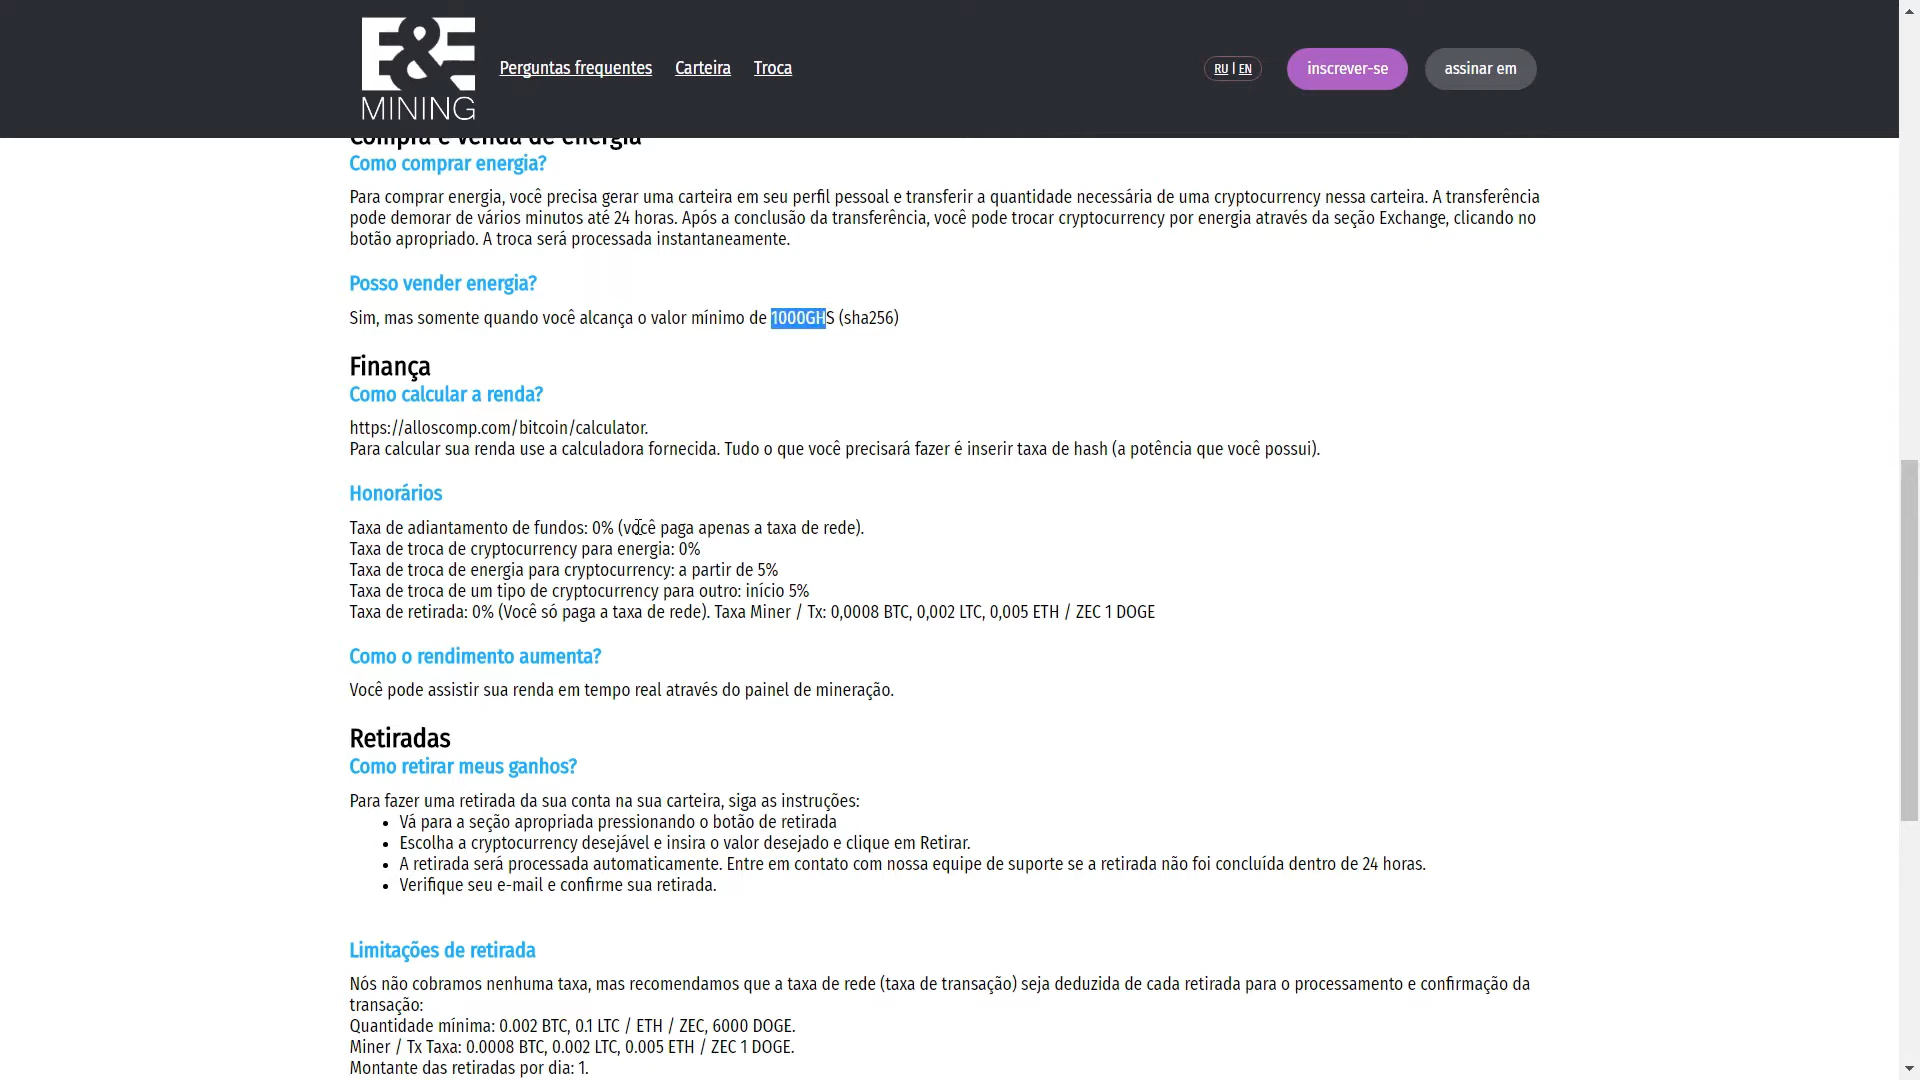 E&E
MINING
Perguntas frequentes
Carteira
Troca
RU | EN
inscrever-se
assinar em
Compra e venda de energia
Como comprar energia?
Para comprar energia, você precisa gerar uma carteira em seu perfil pessoal e transferir a quantidade necessária de uma cryptocurrency nessa carteira. A transferência
pode demorar de vários minutos até 24 horas. Após a conclusão da transferência, você pode trocar cryptocurrency por energia através da seção Exchange, clicando no
botão apropriado. A troca será processada instantaneamente.
Posso vender energia?
Sim, mas somente quando você alcança o valor mínimo de 1000GHS (sha256)
Finança
Como calcular a renda?
https://alloscomp.com/bitcoin/calculator.
Para calcular sua renda use a calculadora fornecida. Tudo o que você precisará fazer é inserir taxa de hash (a potência que você possui).
Honorários
Taxa de adiantamento de fundos: 0% (você paga apenas a taxa de rede).
Taxa de troca de cryptocurrency para energia: 0%
Taxa de troca de energia para cryptocurrency: a partir de 5%
Taxa de troca de um tipo de cryptocurrency para outro: início 5%
Taxa de retirada: 0% (Você só paga a taxa de rede). Taxa Miner / Tx: 0,0008 BTC, 0,002 LTC, 0,005 ETH / ZEC 1 DOGE
Como o rendimento aumenta?
Você pode assistir sua renda em tempo real através do painel de mineração.
Retiradas
Como retirar meus ganhos?
Para fazer uma retirada da sua conta na sua carteira, siga as instruções:
• Vá para a seção apropriada pressionando o botão de retirada
• Escolha a cryptocurrency desejável e insira o valor desejado e clique em Retirar.
• A retirada será processada automaticamente. Entre em contato com nossa equipe de suporte se a retirada não foi concluída dentro de 24 horas.
• Verifique seu e-mail e confirme sua retirada.
Limitações de retirada
Nós não cobramos nenhuma taxa, mas recomendamos que a taxa de rede (taxa de transação) seja deduzida de cada retirada para o processamento e confirmação da
transação:
Quantidade mínima: 0.002 BTC, 0.1 LTC / ETH / ZEC, 6000 DOGE.
Miner / Tx Taxa: 0.0008 BTC, 0.002 LTC, 0.005 ETH / ZEC 1 DOGE.
Montante das retiradas por dia: 1.